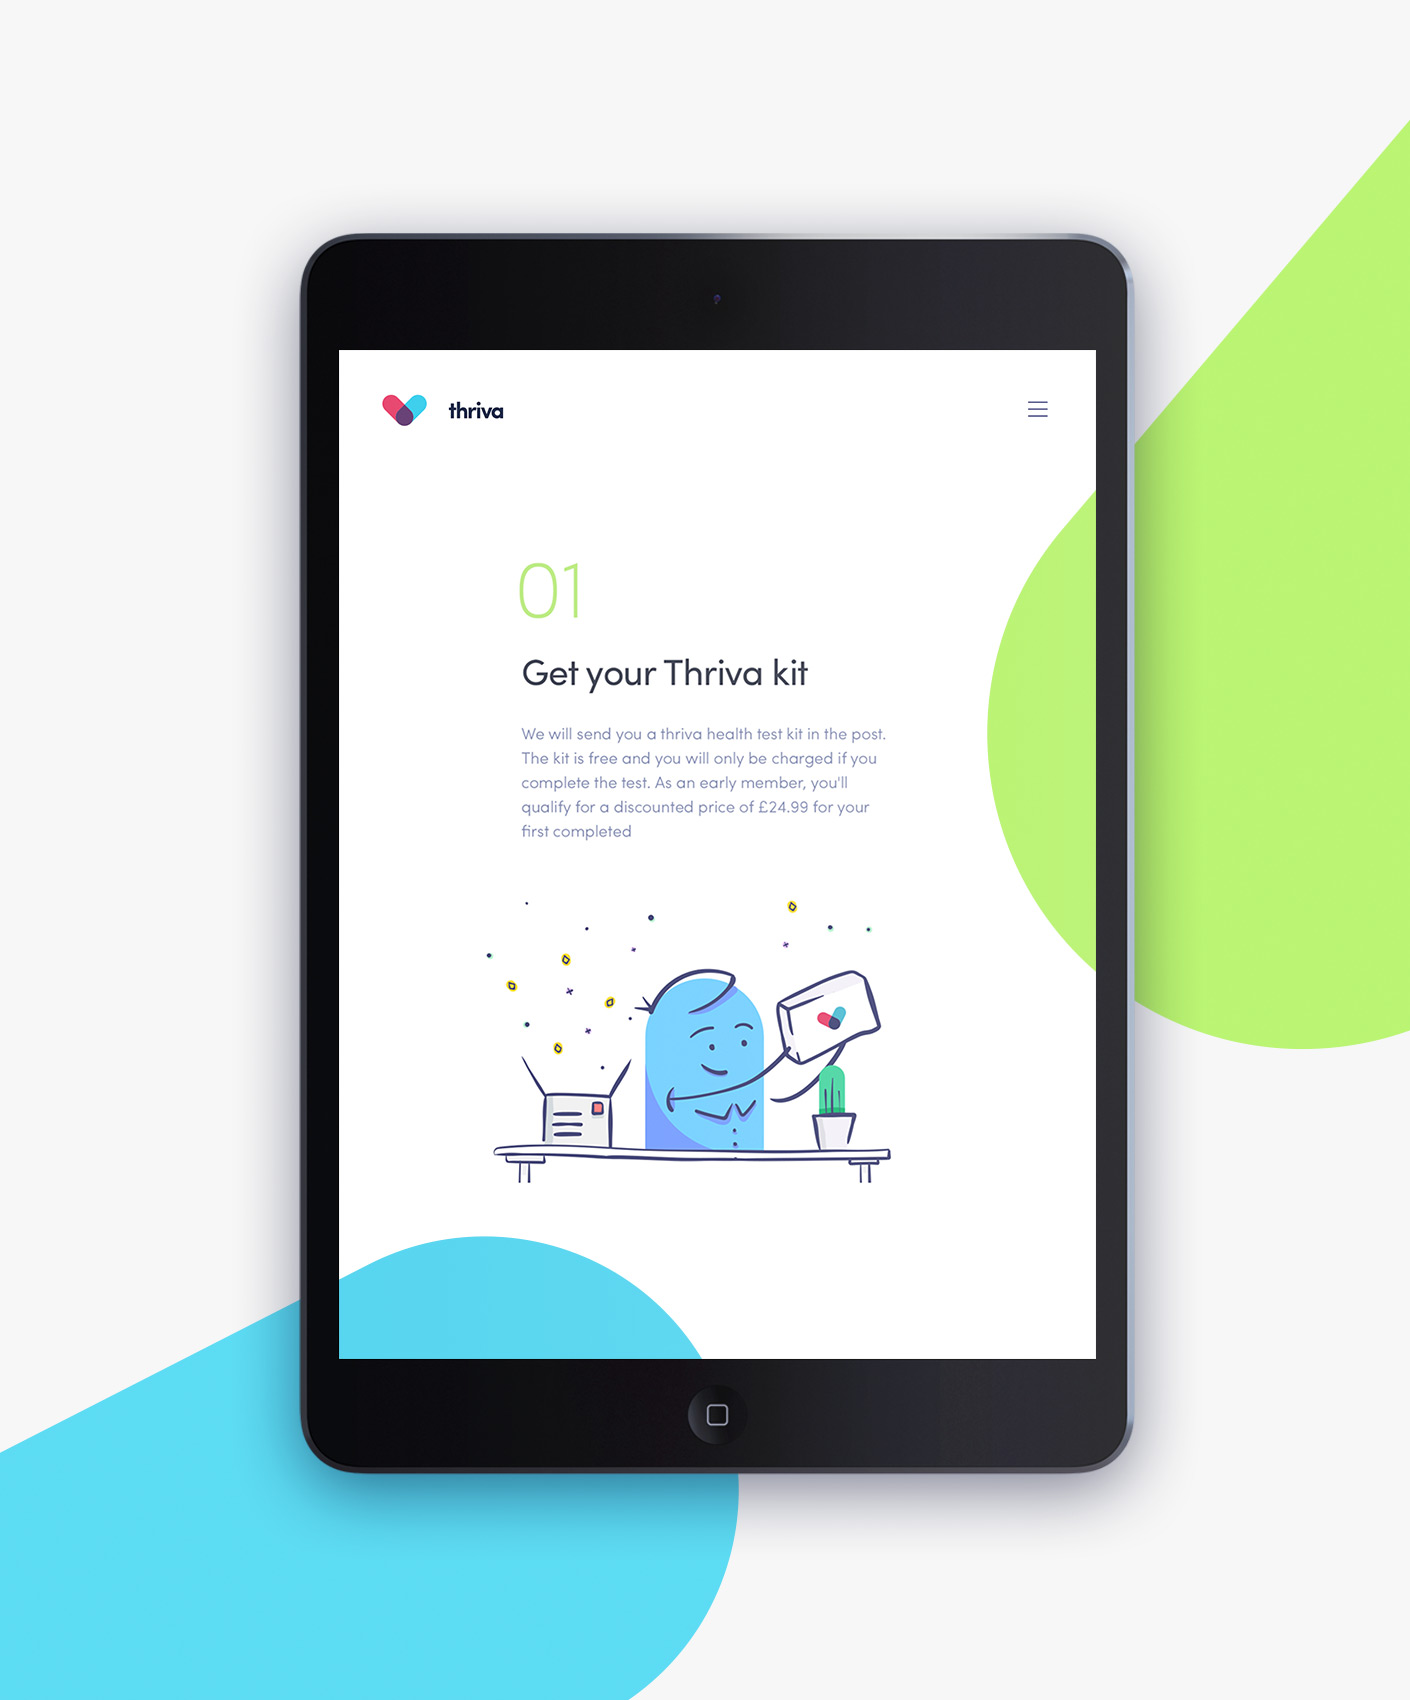 thriva
01
Get your Thriva kit
We will send you a thriva health test kit in the post.
The kit is free and you will only be charged if you
complete the test. As an early member, you'll
qualify for a discounted price of £24.99 for your
first completed